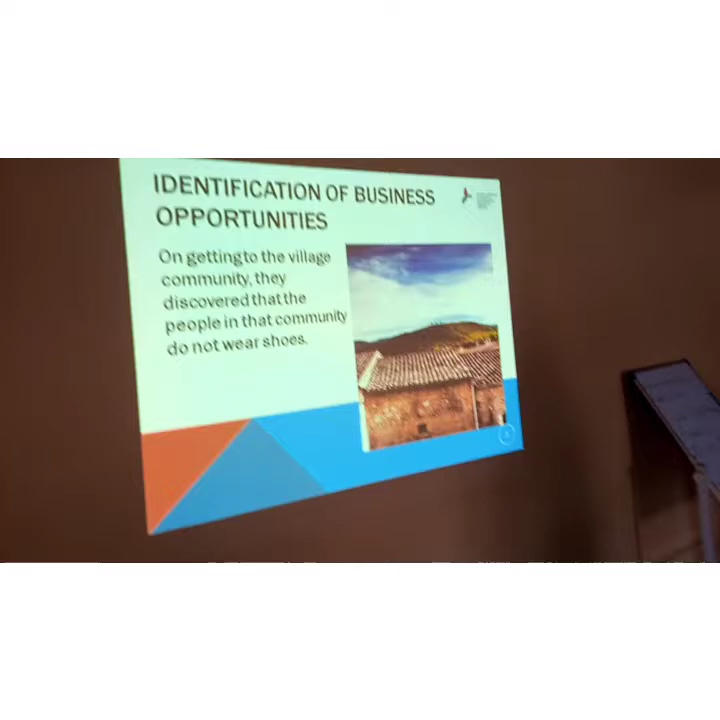 IDENTIFICATION OF BUSINESS
OPPORTUNITIES
On getting to the village
community, they
discovered that the
people in that community
do not wear shoes.